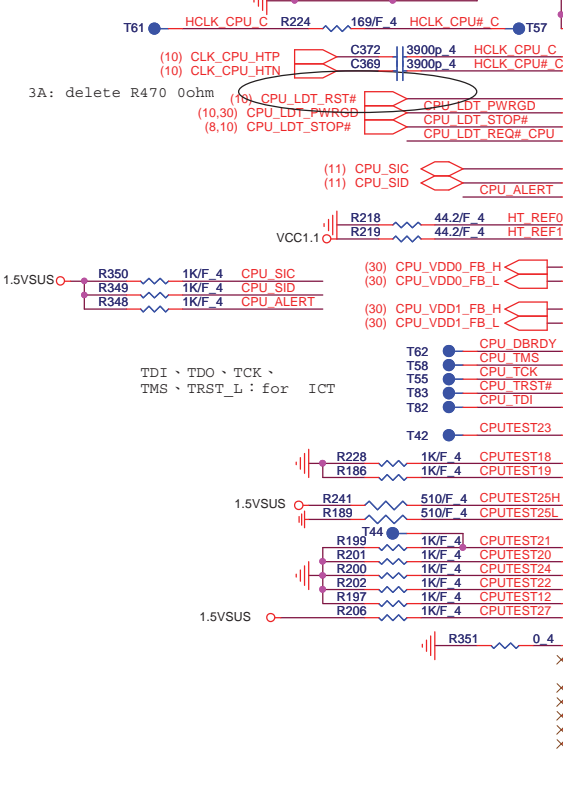 T61 HCLK_CPU_C R224 169/F_4 HCLK_CPU#_C T57
(10) CLK_CPU_HTP C372 3900p_4 HCLK_CPU_C
(10) CLK_CPU_HTN C369 3900p_4 HCLK_CPU#_C
3A: delete R470 0ohm
(10) CPU_LDT_RST#
(10,30) CPU_LDT_PWRGD CPU_LDT_PWRGD
(8,10) CPU_LDT_STOP# CPU_LDT_STOP#
CPU_LDT_REQ#_CPU
(11) CPU_SIC
(11) CPU_SID
CPU_ALERT
R218 44.2/F_4 HT_REF0
VCC1.1 R219 44.2/F_4 HT_REF1
(30) CPU_VDD0_FB_H
1.5VSUS R350 1K/F_4 CPU_SIC
(30) CPU_VDD0_FB_L
R349 1K/F_4 CPU_SID
R348 1K/F_4 CPU_ALERT
(30) CPU_VDD1_FB_H
(30) CPU_VDD1_FB_L
T62 CPU_DBRDY
T58 CPU_TMS
T55 CPU_TCK
T83 CPU_TRST#
T82 CPU_TDI
TDI、TDO、TCK、
TMS、TRST_L：for ICT
T42 CPUTEST23
R228 1K/F_4 CPUTEST18
R186 1K/F_4 CPUTEST19
1.5VSUS R241 510/F_4 CPUTEST25H
R189 510/F_4 CPUTEST25L
T44
R199 1K/F_4 CPUTEST21
R201 1K/F_4 CPUTEST20
R200 1K/F_4 CPUTEST24
R202 1K/F_4 CPUTEST22
R197 1K/F_4 CPUTEST12
1.5VSUS R206 1K/F_4 CPUTEST27
R351 0_4